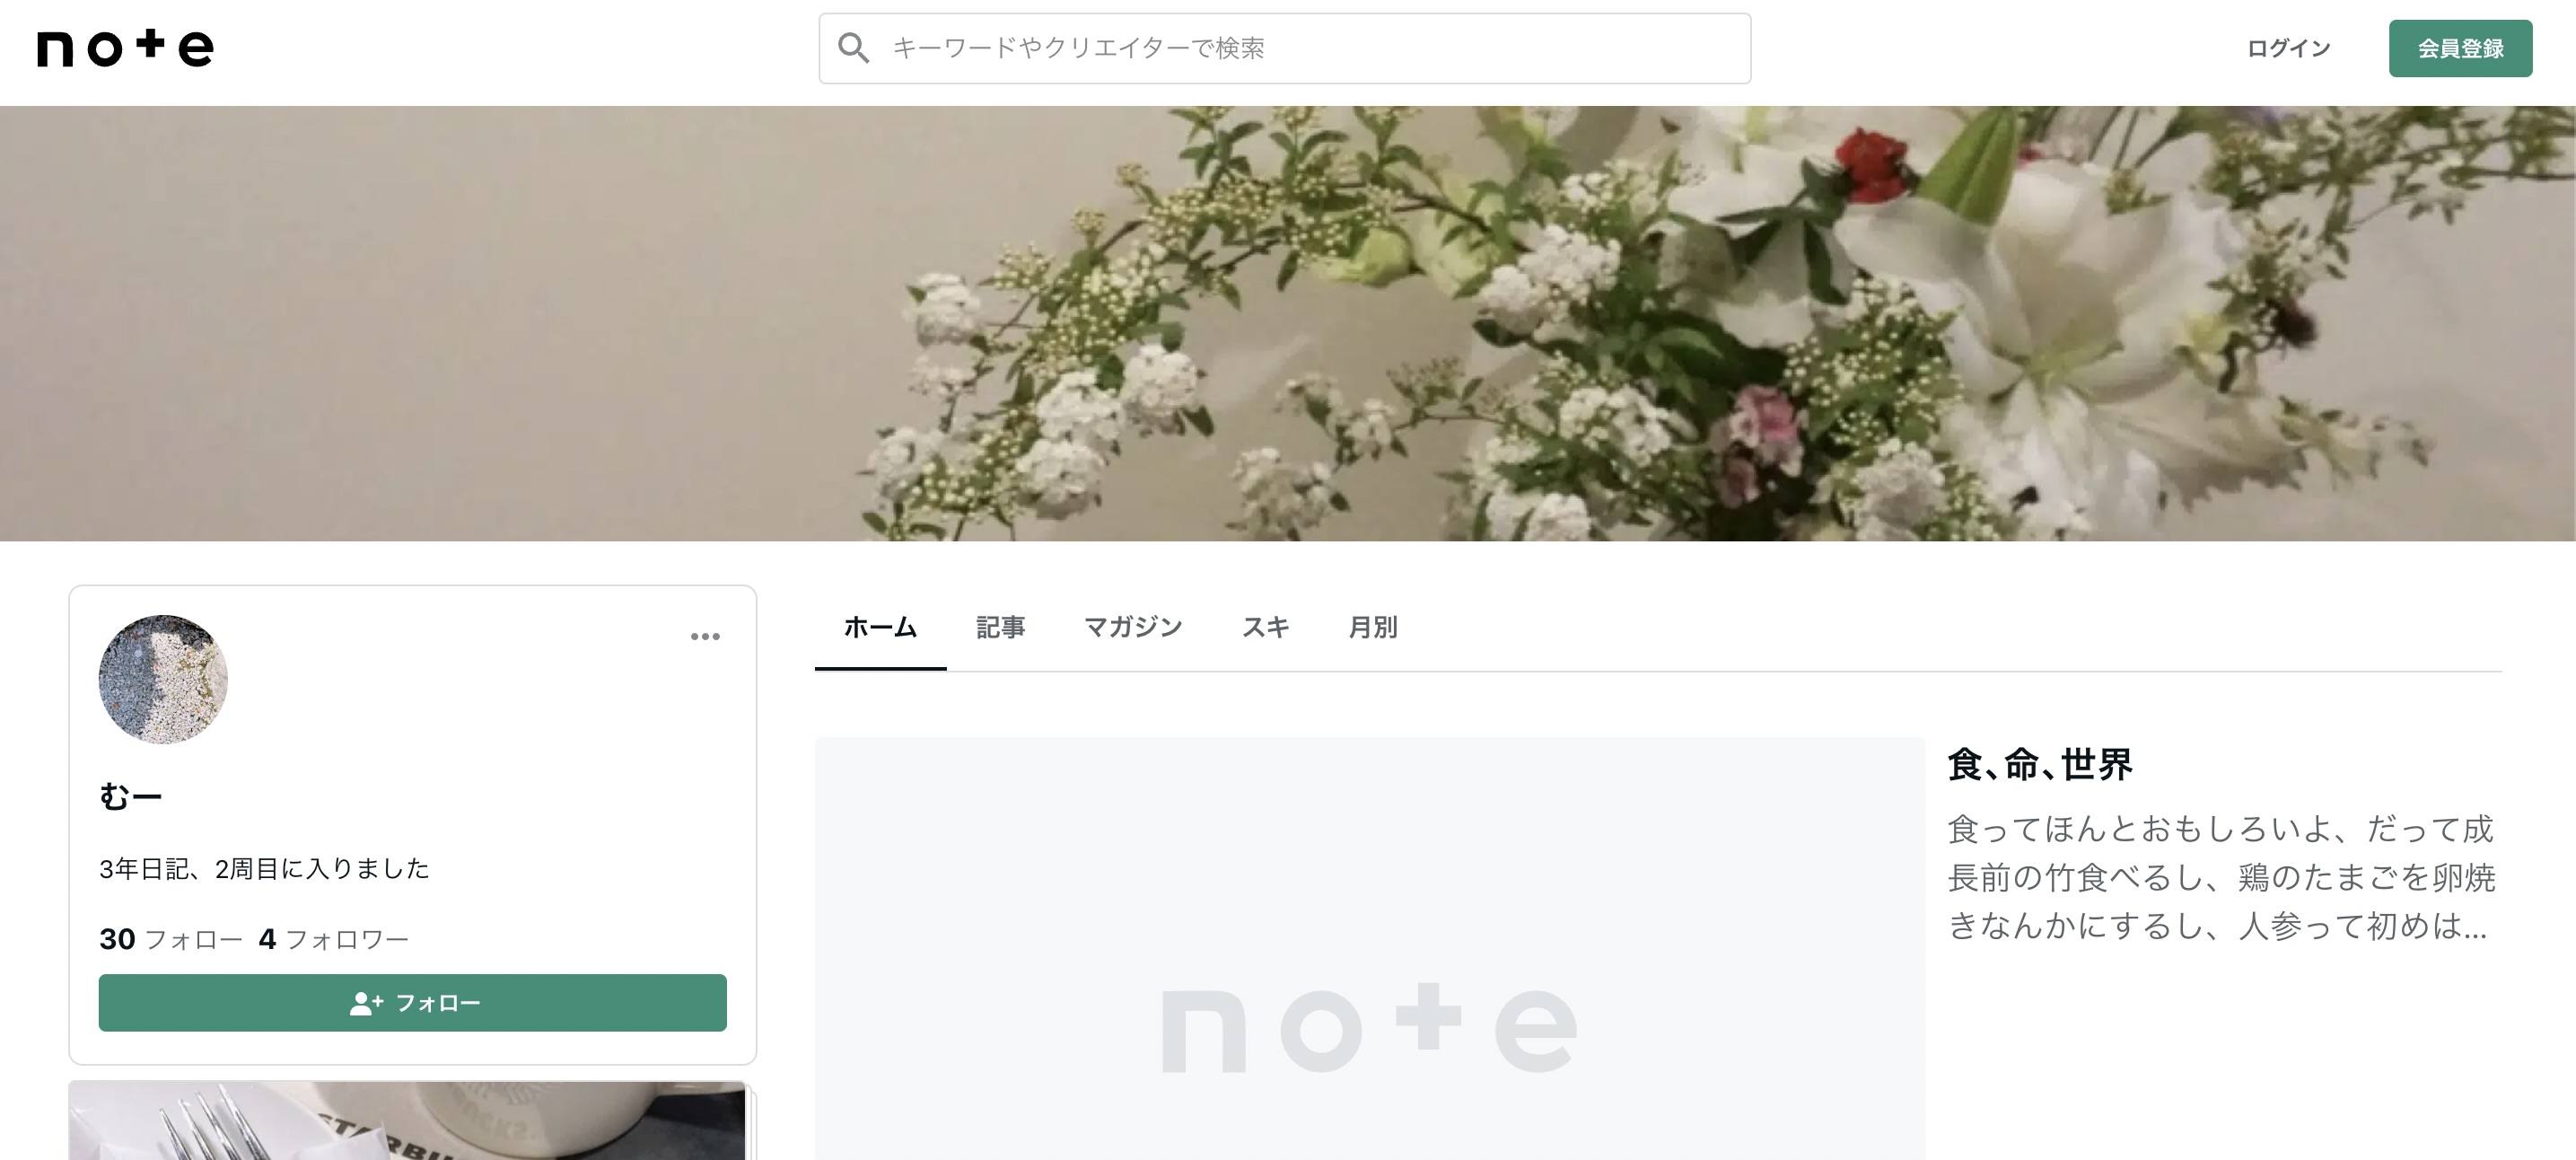 note
キーワードやクリエイターで検索
ログイン
会員登録
むー
3年日記、2周目に入りました
30 フォロー 4 フォロワー
フォロー
ホーム 記事 マガジン スキ 月別
note
食、命、世界
食ってほんとおもしろいよ、だって成
長前の竹食べるし、鶏のたまごを卵焼
きなんかにするし、人参って初めは...